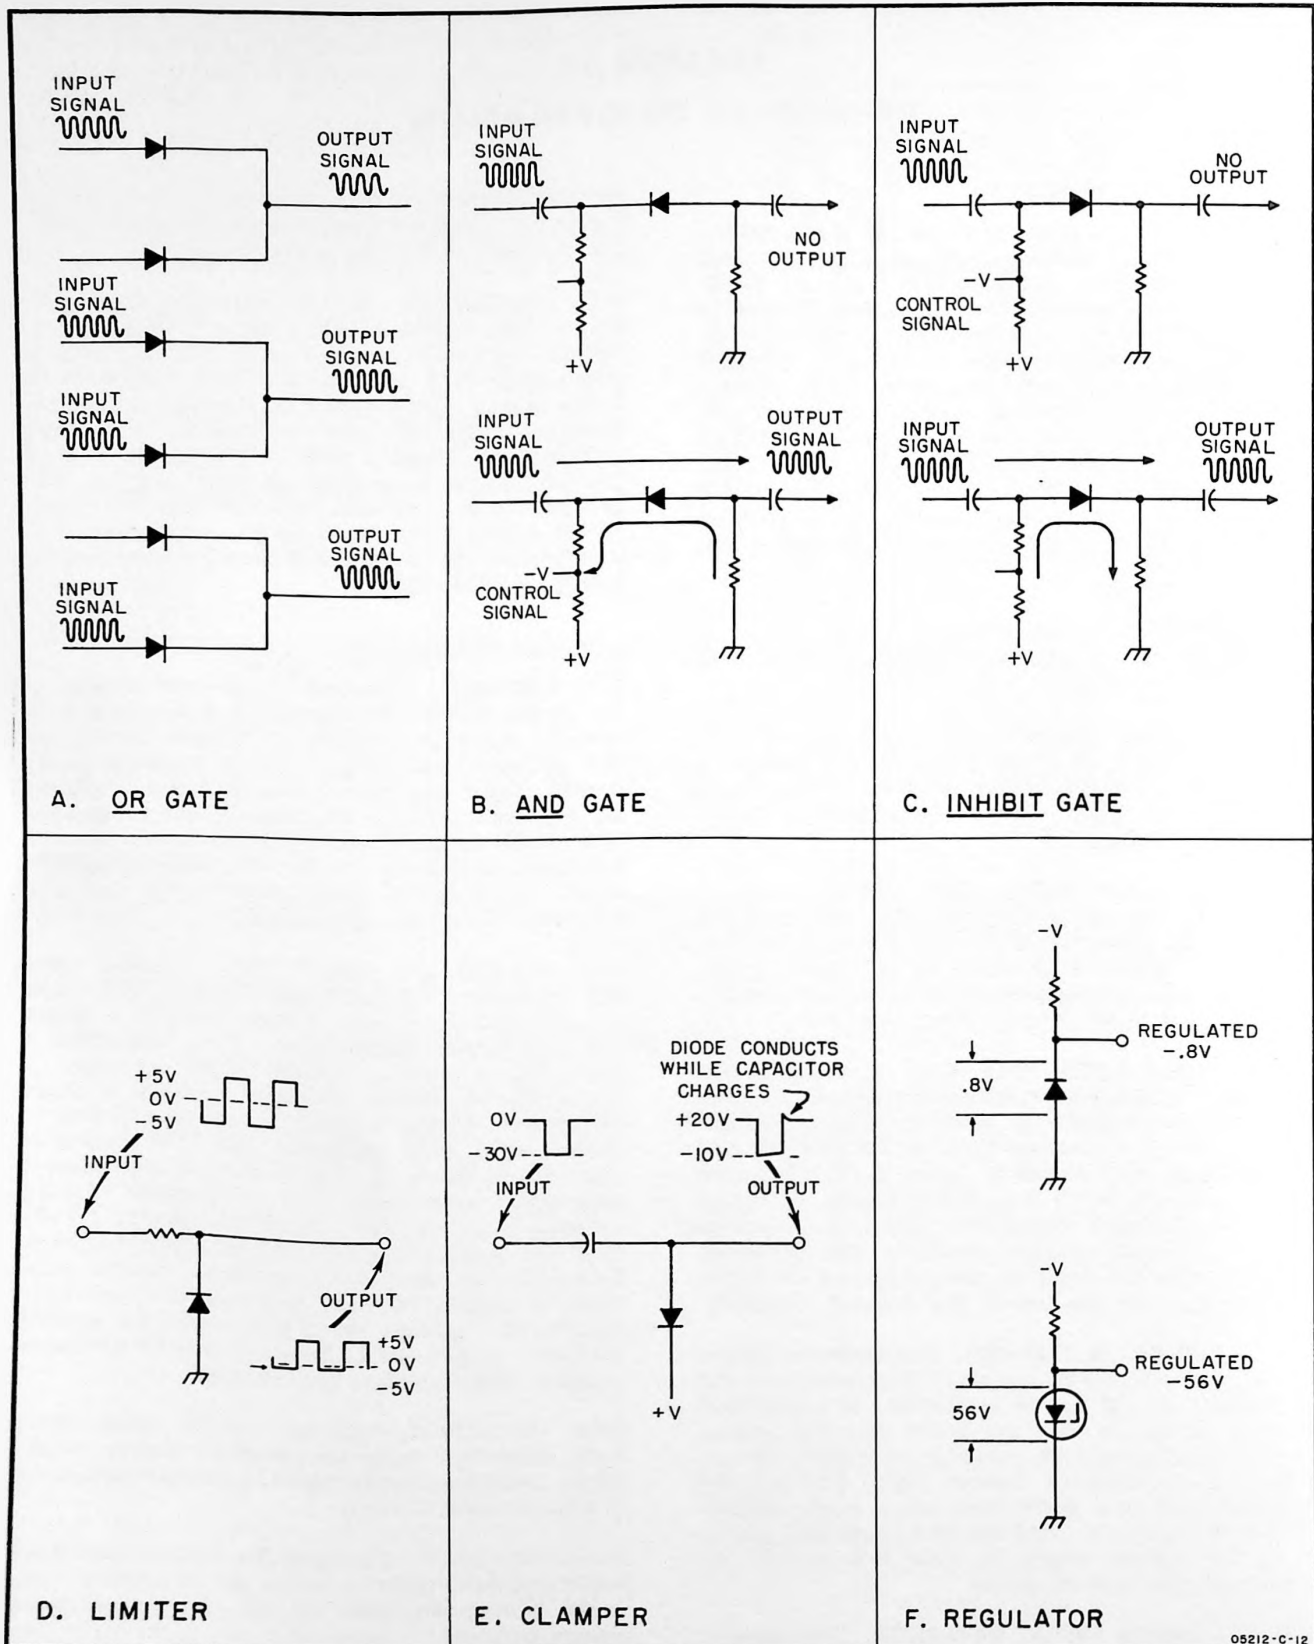 INPUT
SIGNAL
OUTPUT
SIGNAL
INPUT
SIGNAL
OUTPUT
SIGNAL
INPUT
SIGNAL
OUTPUT
SIGNAL
INPUT
SIGNAL
A. OR GATE
INPUT
SIGNAL
NO
OUTPUT
+V
INPUT
SIGNAL
OUTPUT
SIGNAL
-V
CONTROL
SIGNAL
+V
B. AND GATE
INPUT
SIGNAL
NO
OUTPUT
-V
CONTROL
SIGNAL
+V
INPUT
SIGNAL
OUTPUT
SIGNAL
+V
C. INHIBIT GATE
+5V
0V
-5V
INPUT
OUTPUT
+5V
0V
-5V
D. LIMITER
DIODE CONDUCTS
WHILE CAPACITOR
CHARGES
0V
-30V
INPUT
+20V
-10V
OUTPUT
+V
E. CLAMPER
-V
REGULATED
-.8V
.8V
-V
REGULATED
-56V
56V
F. REGULATOR
05212-C-12